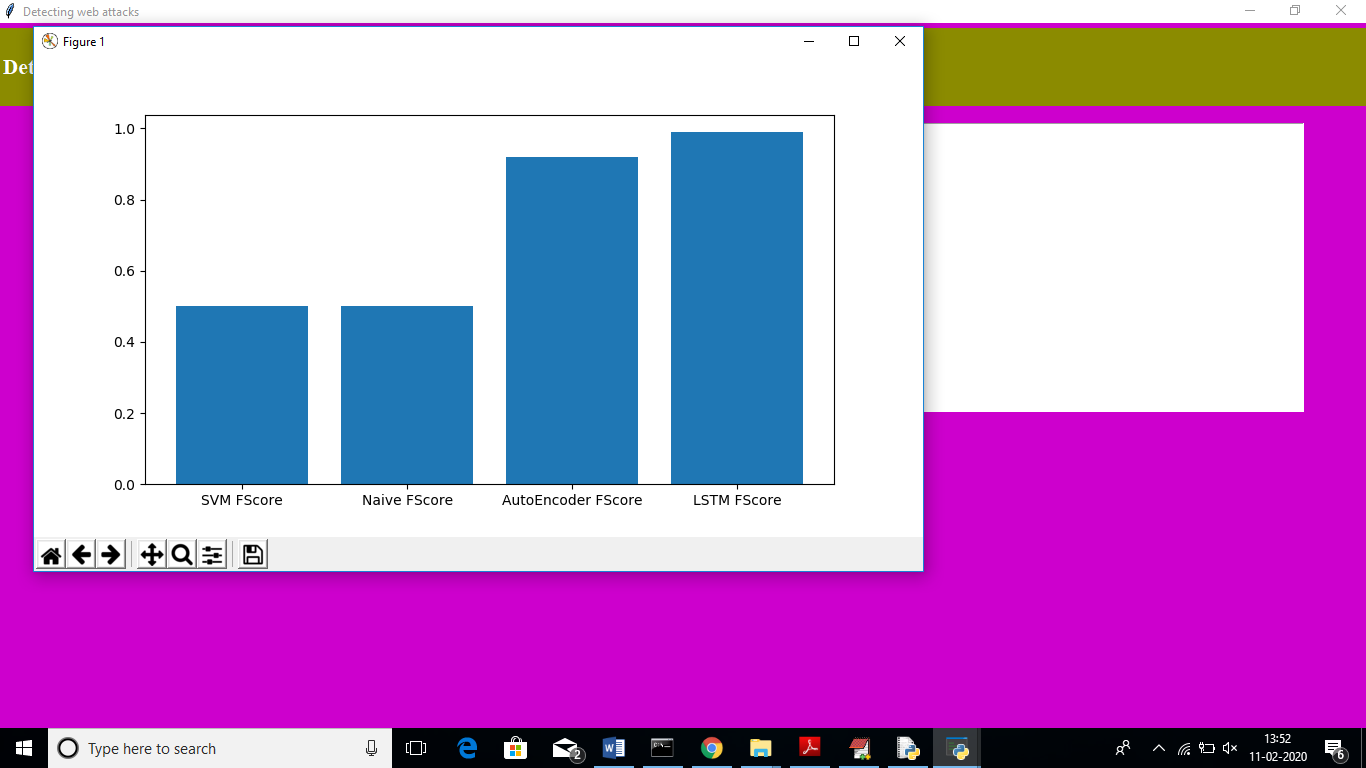 Detecting web attacks
Det
Figure 1
1.0
0.8
0.6
0.4
0.2
0.0
SVM FScore Naive FScore AutoEncoder FScore LSTM FScore
Type here to search
2
13:52
11-02-2020
6